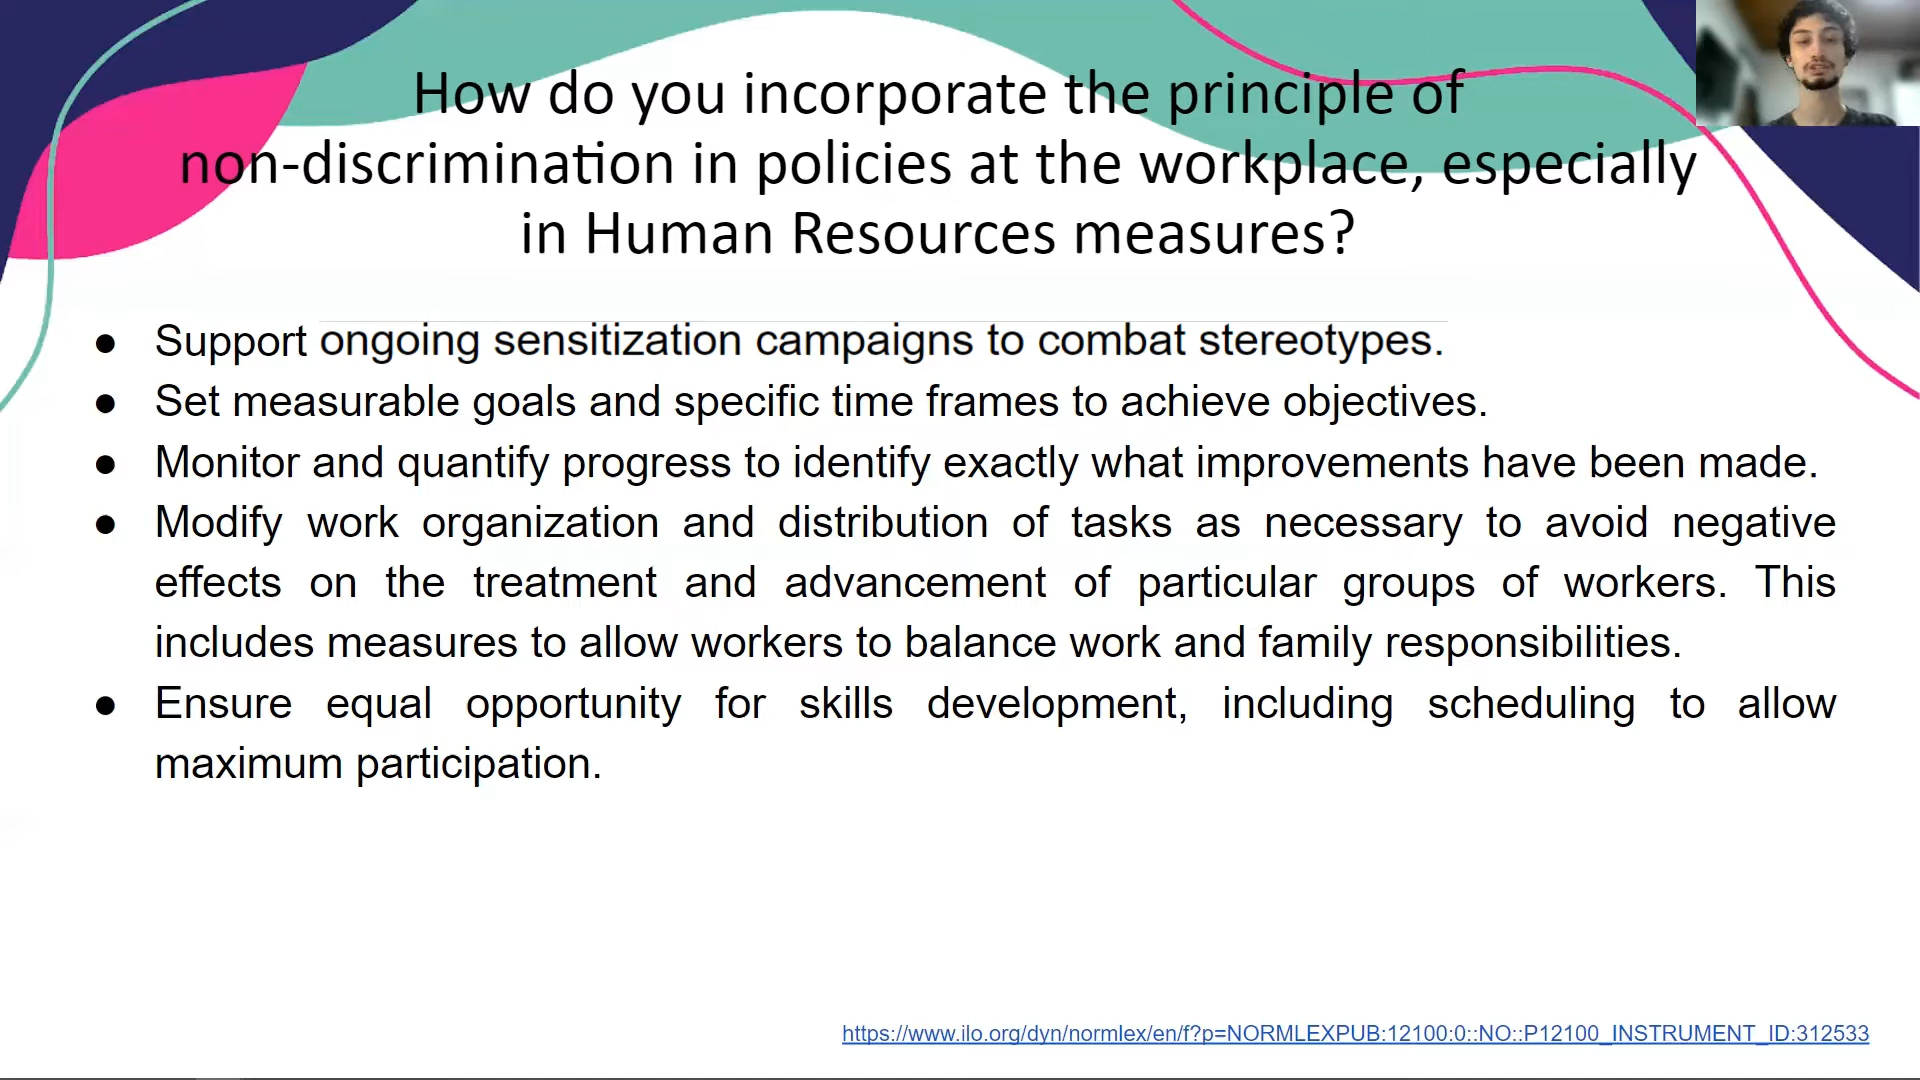 How do you incorporate the principle of
non-discrimination in policies at the workplace, especially
in Human Resources measures?
● Support ongoing sensitization campaigns to combat stereotypes.
● Set measurable goals and specific time frames to achieve objectives.
● Monitor and quantify progress to identify exactly what improvements have been made.
● Modify work organization and distribution of tasks as necessary to avoid negative
effects on the treatment and advancement of particular groups of workers. This
includes measures to allow workers to balance work and family responsibilities.
● Ensure equal opportunity for skills development, including scheduling to allow
maximum participation.
https://www.ilo.org/dyn/normlex/en/f?p=NORMLEXPUB:12100:0::NO::P12100_INSTRUMENT_ID:312533